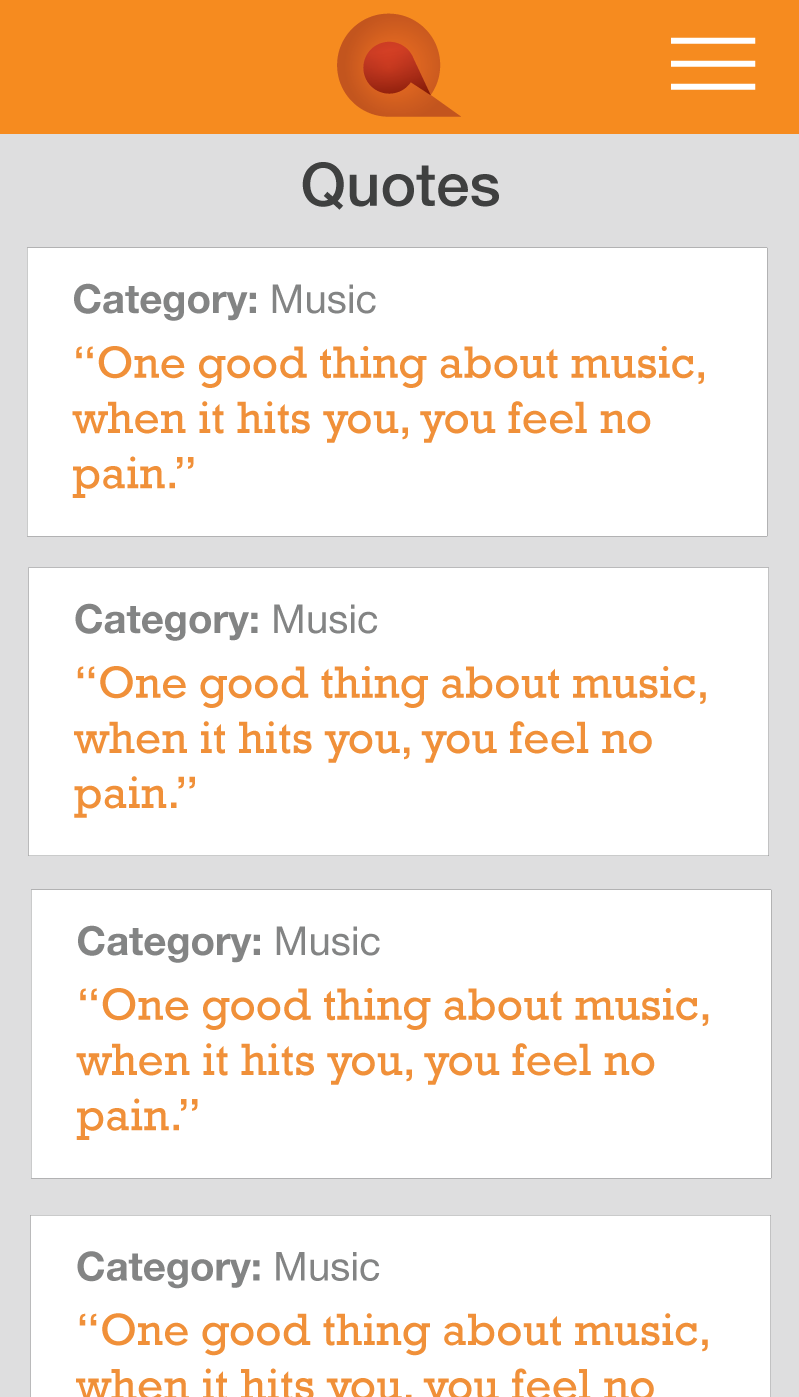 Quotes
Category: Music
“One good thing about music,
when it hits you, you feel no
pain.”
Category: Music
“One good thing about music,
when it hits you, you feel no
pain.”
Category: Music
“One good thing about music,
when it hits you, you feel no
pain.”
Category: Music
“One good thing about music,
when it hits you, you feel no